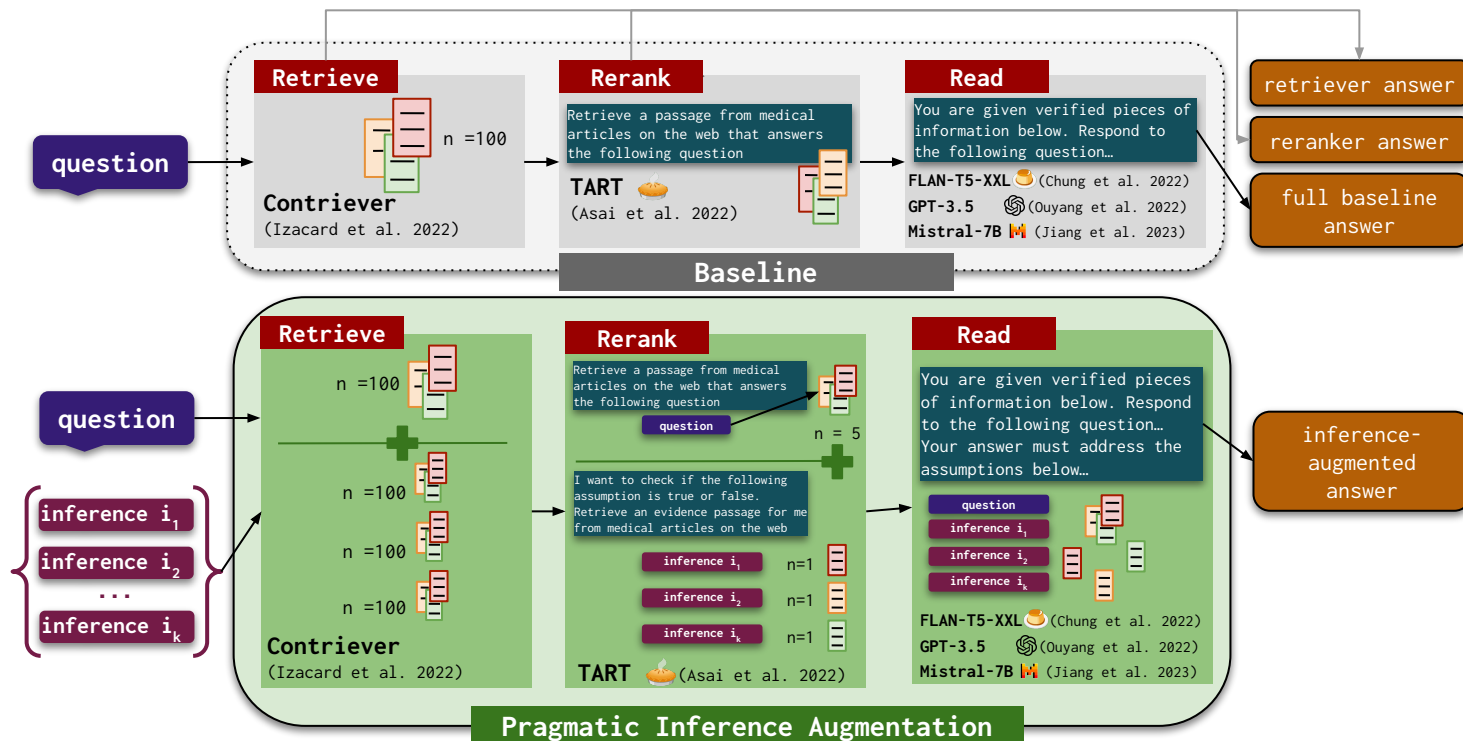 question
Retrieve
n =100
Contriever
(Izacard et al. 2022)
Rerank
Retrieve a passage from medical
articles on the web that answers
the following question
TART
(Asai et al. 2022)
Read
You are given verified pieces of
information below. Respond to
the following question…
FLAN-T5-XXL (Chung et al. 2022)
GPT-3.5 (Ouyang et al. 2022)
Mistral-7B (Jiang et al. 2023)
Baseline
retriever answer
reranker answer
full baseline
answer
question
inference i1
inference i2
...
inference ik
Retrieve
n =100
n =100
n =100
n =100
Contriever
(Izacard et al. 2022)
Rerank
Retrieve a passage from medical
articles on the web that answers
the following question
question
n = 5
I want to check if the following
assumption is true or false.
Retrieve an evidence passage for me
from medical articles on the web
inference i1 n=1
inference i2 n=1
inference ik n=1
TART (Asai et al. 2022)
Read
You are given verified pieces
of information below. Respond
to the following question…
Your answer must address the
assumptions below…
question
inference i1
inference i2
inference ik
FLAN-T5-XXL (Chung et al. 2022)
GPT-3.5 (Ouyang et al. 2022)
Mistral-7B (Jiang et al. 2023)
inference-
augmented
answer
Pragmatic Inference Augmentation